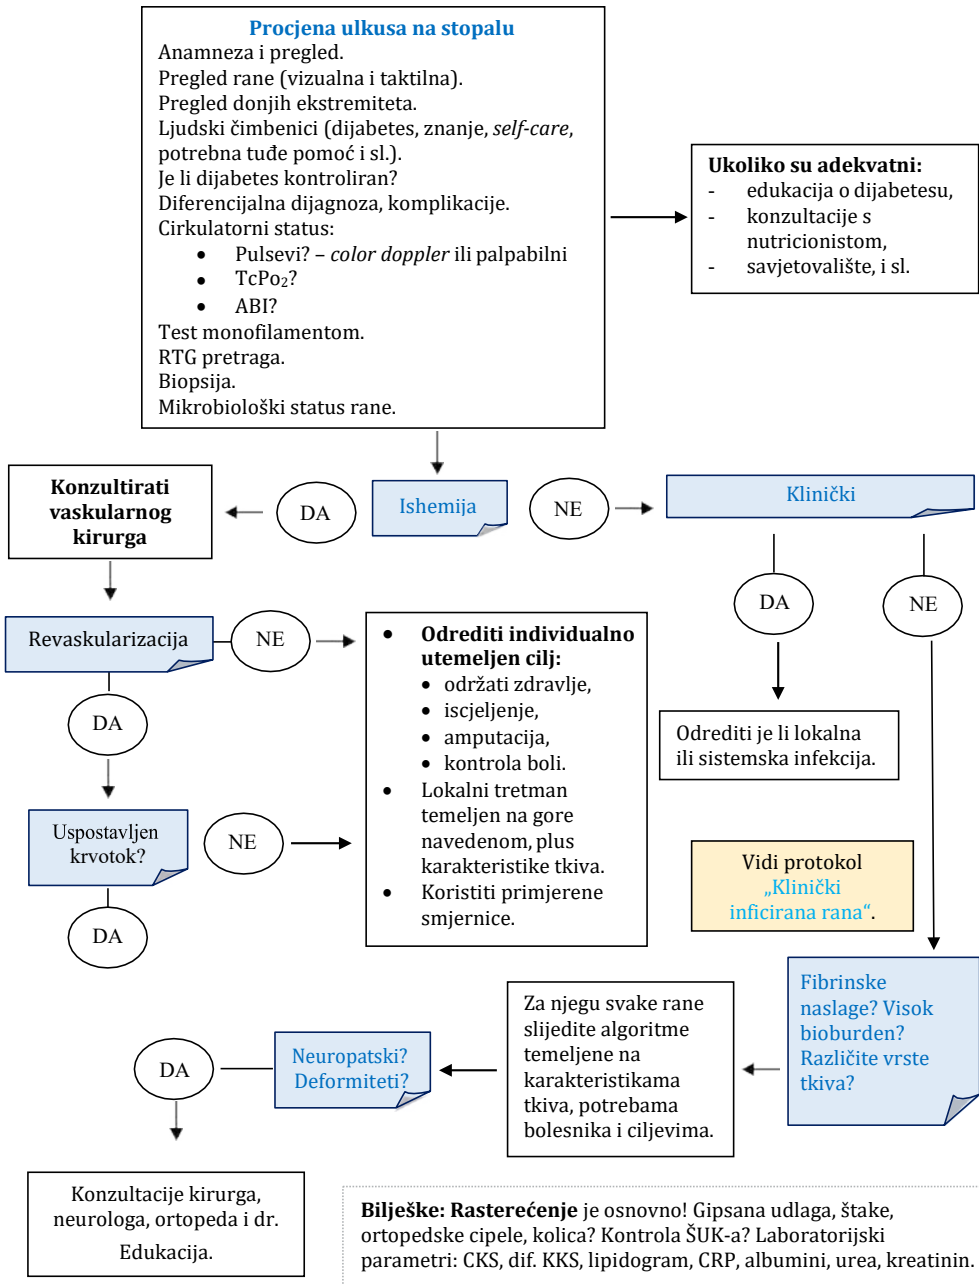 Procjena ulkusa na stopalu
Anamneza i pregled.
Pregled rane (vizualna i taktilna).
Pregled donjih ekstremiteta.
Ljudski čimbenici (dijabetes, znanje, self-care,
potrebna tuđe pomoć i sl.).
Je li dijabetes kontroliran?
Diferencijalna dijagnoza, komplikacije.
Cirkulatorni status:
• Pulsevi? – color doppler ili palpabilni
• TcPo₂?
• ABI?
Test monofilamentom.
RTG pretraga.
Biopsija.
Mikrobiološki status rane.
Ukoliko su adekvatni:
- edukacija o dijabetesu,
- konzultacije s
nutricionistom,
- savjetovalište, i sl.
Konzultirati
vaskularnog
kirurga
DA
Ishemija
NE
Klinički
DA
NE
Revaskularizacija
NE
DA
• Odrediti individualno
utemeljen cilj:
• održati zdravlje,
• iscjeljenje,
• amputacija,
• kontrola boli.
• Lokalni tretman
temeljen na gore
navedenom, plus
karakteristike tkiva.
• Koristiti primjerene
smjernice.
Odrediti je li lokalna
ili sistemska infekcija.
Uspostavljen
krvotok?
NE
DA
Vidi protokol
„Klinički
inficirana rana“.
Fibrinske
naslage? Visok
bioburden?
Različite vrste
tkiva?
Za njegu svake rane
slijedite algoritme
temeljene na
karakteristikama
tkiva, potrebama
bolesnika i ciljevima.
Neuropatski?
Deformiteti?
DA
Konzultacije kirurga,
neurologa, ortopeda i dr.
Edukacija.
Bilješke: Rasterećenje je osnovno! Gipsana udlaga, štake,
ortopedske cipele, kolica? Kontrola ŠUK-a? Laboratorijski
parametri: CKS, dif. KKS, lipidogram, CRP, albumini, urea, kreatinin.